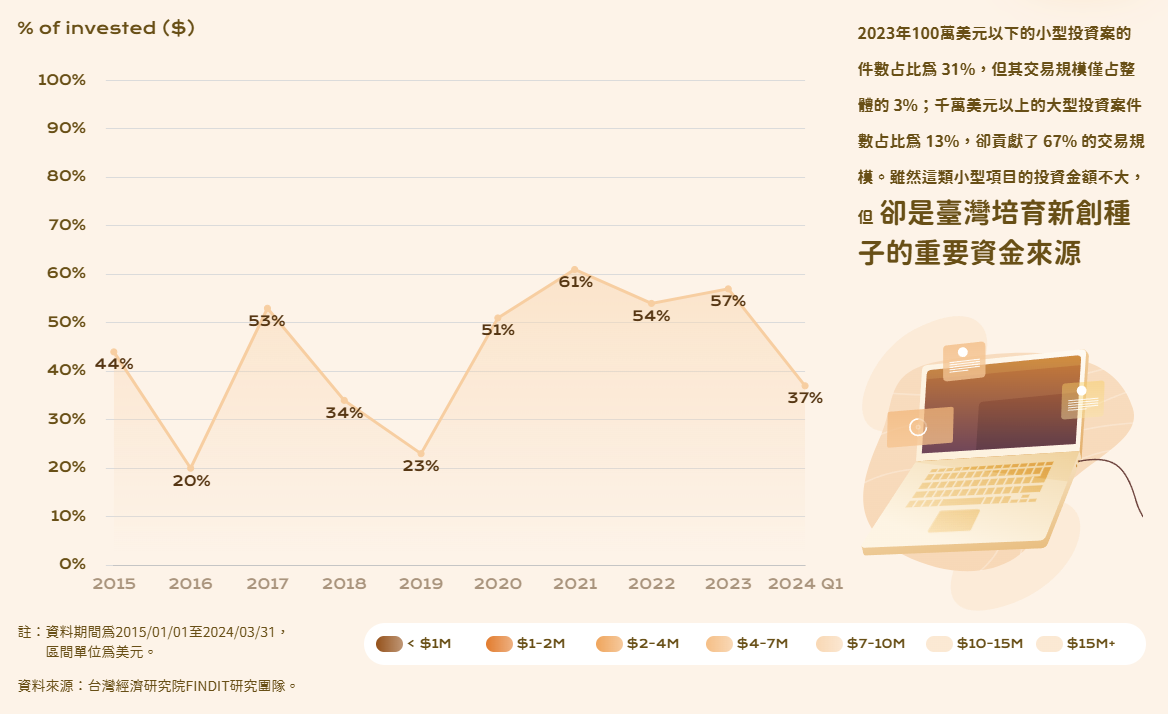 % of invested ($)
100%
90%
80%
70%
60%
50%
40%
30%
20%
10%
0%
44%
20%
53%
34%
23%
51%
61%
54%
57%
37%
2015
2016
2017
2018
2019
2020
2021
2022
2023
2024 Q1
2023年100萬美元以下的小型投資案的
件數占比為 31%，但其交易規模僅占整
體的 3%；千萬美元以上的大型投資案件
數占比為 13%，卻貢獻了 67% 的交易規
模。雖然這類小型項目的投資金額不大，
但 卻是臺灣培育新創種
子的重要資金來源
註：資料期間為2015/01/01至2024/03/31，
區間單位為美元。
資料來源：台灣經濟研究院FINDIT研究團隊。
< $1M
$1-2M
$2-4M
$4-7M
$7-10M
$10-15M
$15M+